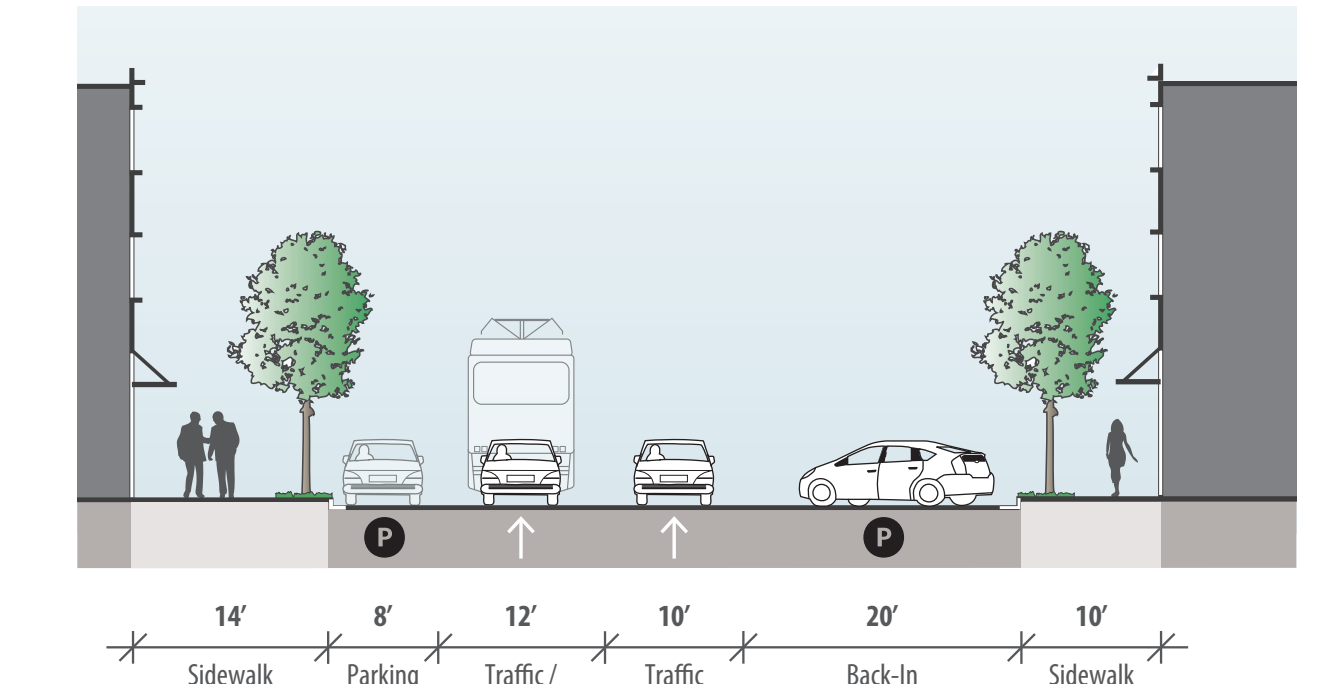 P P
14′ 8′ 12′ 10′ 20′ 10′
Sidewalk Parking Traffic / Traffic Back-In Sidewalk